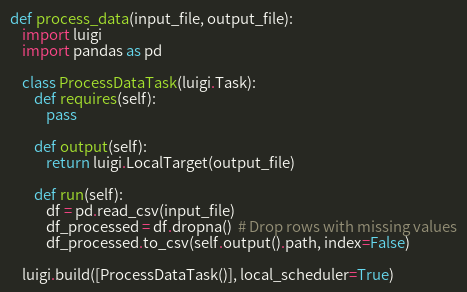 def process_data(input_file, output_file):
    import luigi
    import pandas as pd

    class ProcessDataTask(luigi.Task):
        def requires(self):
            pass

        def output(self):
            return luigi.LocalTarget(output_file)

        def run(self):
            df = pd.read_csv(input_file)
            df_processed = df.dropna()  # Drop rows with missing values
            df_processed.to_csv(self.output().path, index=False)

    luigi.build([ProcessDataTask()], local_scheduler=True)